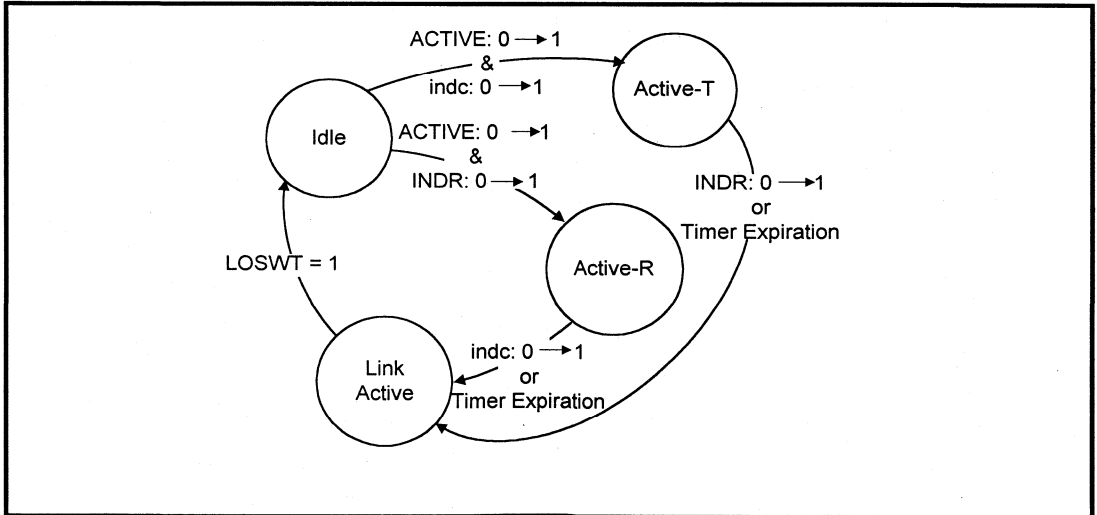 ACTIVE: 0 → 1
&
indc: 0 → 1
Active-T
Idle
ACTIVE: 0 → 1
&
INDR: 0 → 1
INDR: 0 → 1
or
Timer Expiration
Active-R
LOSWT = 1
indc: 0 → 1
or
Timer Expiration
Link
Active